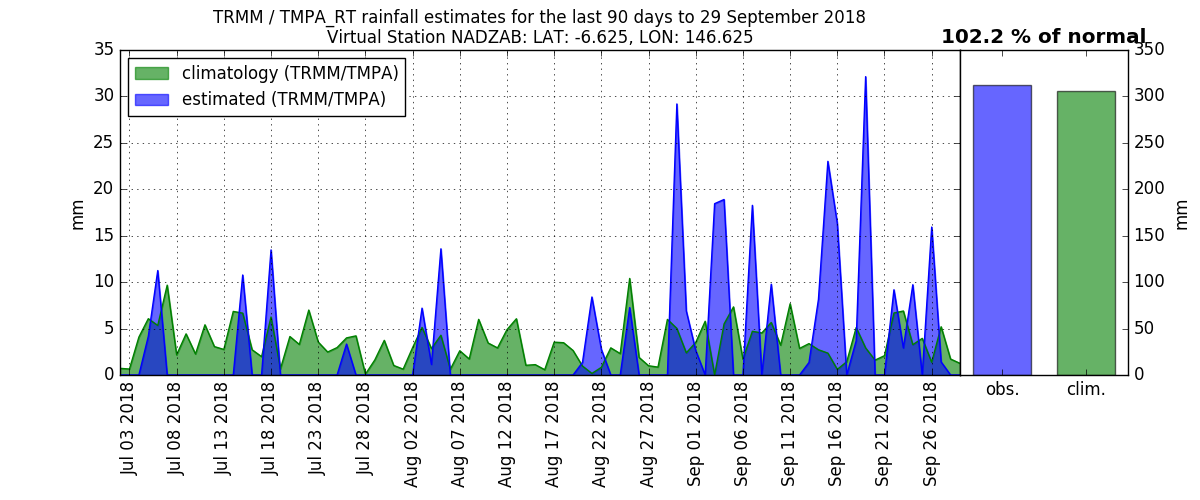 TRMM / TMPA_RT rainfall estimates for the last 90 days to 29 September 2018
Virtual Station NADZAB: LAT: -6.625, LON: 146.625
102.2 % of normal
climatology (TRMM/TMPA)
estimated (TRMM/TMPA)
35
30
25
20
15
10
5
0
mm
350
300
250
200
150
100
50
0
mm
Jul 03 2018
Jul 08 2018
Jul 13 2018
Jul 18 2018
Jul 23 2018
Jul 28 2018
Aug 02 2018
Aug 07 2018
Aug 12 2018
Aug 17 2018
Aug 22 2018
Aug 27 2018
Sep 01 2018
Sep 06 2018
Sep 11 2018
Sep 16 2018
Sep 21 2018
Sep 26 2018
obs.
clim.